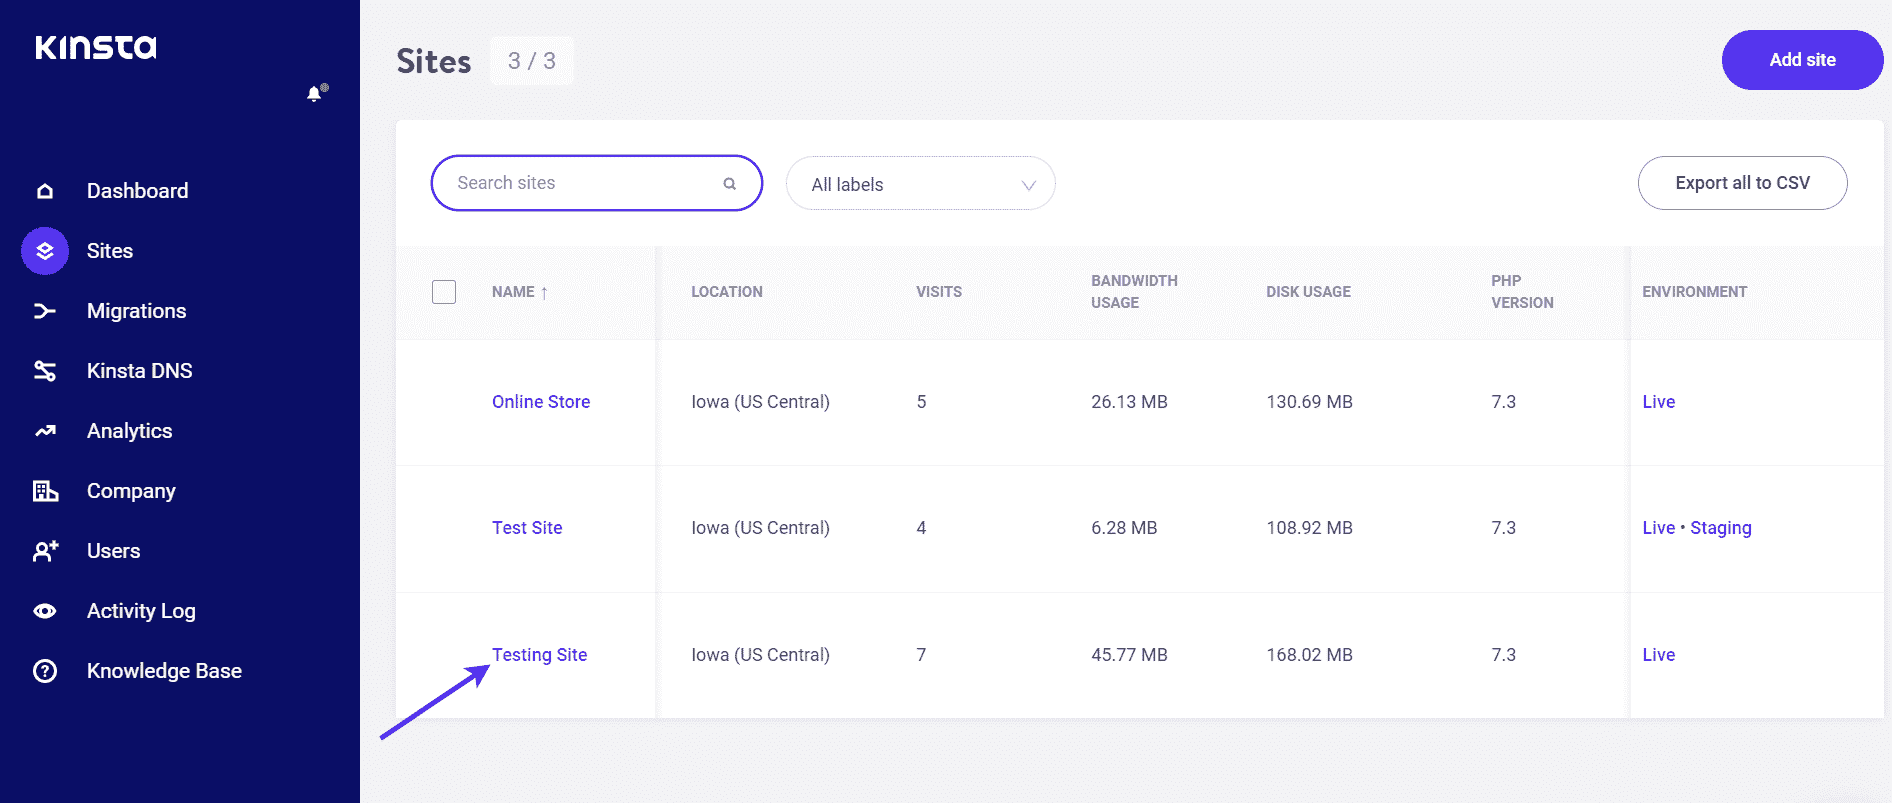 Kinsta
Dashboard
Sites
Migrations
Kinsta DNS
Analytics
Company
Users
Activity Log
Knowledge Base
Sites 3 / 3
Add site
Search sites
All labels
Export all to CSV
NAME ↑ LOCATION VISITS BANDWIDTH USAGE DISK USAGE PHP VERSION ENVIRONMENT
Online Store Iowa (US Central) 5 26.13 MB 130.69 MB 7.3 Live
Test Site Iowa (US Central) 4 6.28 MB 108.92 MB 7.3 Live • Staging
Testing Site Iowa (US Central) 7 45.77 MB 168.02 MB 7.3 Live